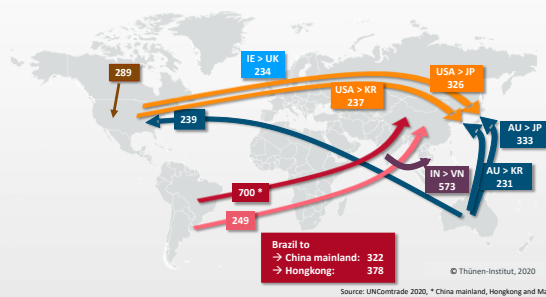 289
IE > UK
234
USA > JP
326
USA > KR
237
239
AU > JP
333
IN > VN
573
AU > KR
231
700 *
249
Brazil to
→ China mainland: 322
→ Hongkong: 378
© Thünen-Institut, 2020
Source: UNComtrade 2020, * China mainland, Hongkong and Ma